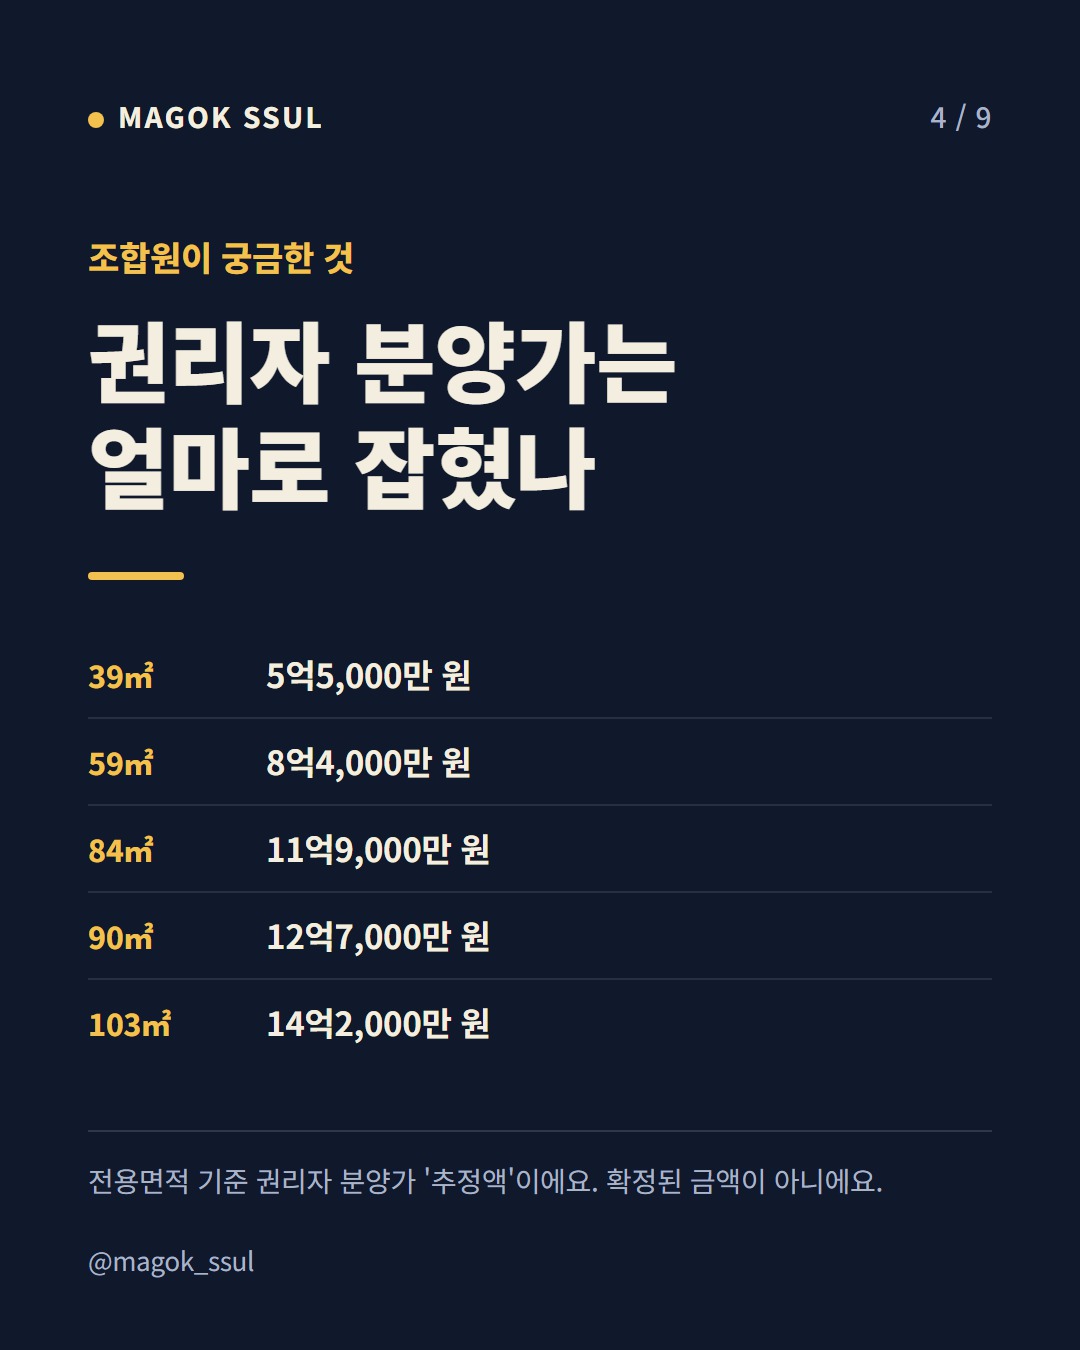 MAGOK SSUL
4 / 9
조합원이 궁금한 것
권리자 분양가는
얼마로 잡혔나
39㎡ 5억5,000만 원
59㎡ 8억4,000만 원
84㎡ 11억9,000만 원
90㎡ 12억7,000만 원
103㎡ 14억2,000만 원
전용면적 기준 권리자 분양가 '추정액'이에요. 확정된 금액이 아니에요.
@magok_ssul